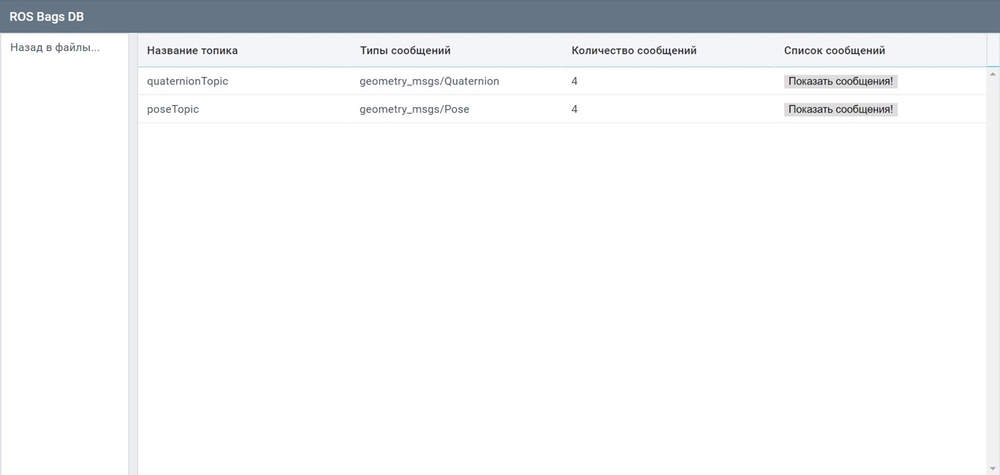 ROS Bags DB
Назад в файлы...
Название топика Типы сообщений Количество сообщений Список сообщений
quaternionTopic geometry_msgs/Quaternion 4 Показать сообщения!
poseTopic geometry_msgs/Pose 4 Показать сообщения!